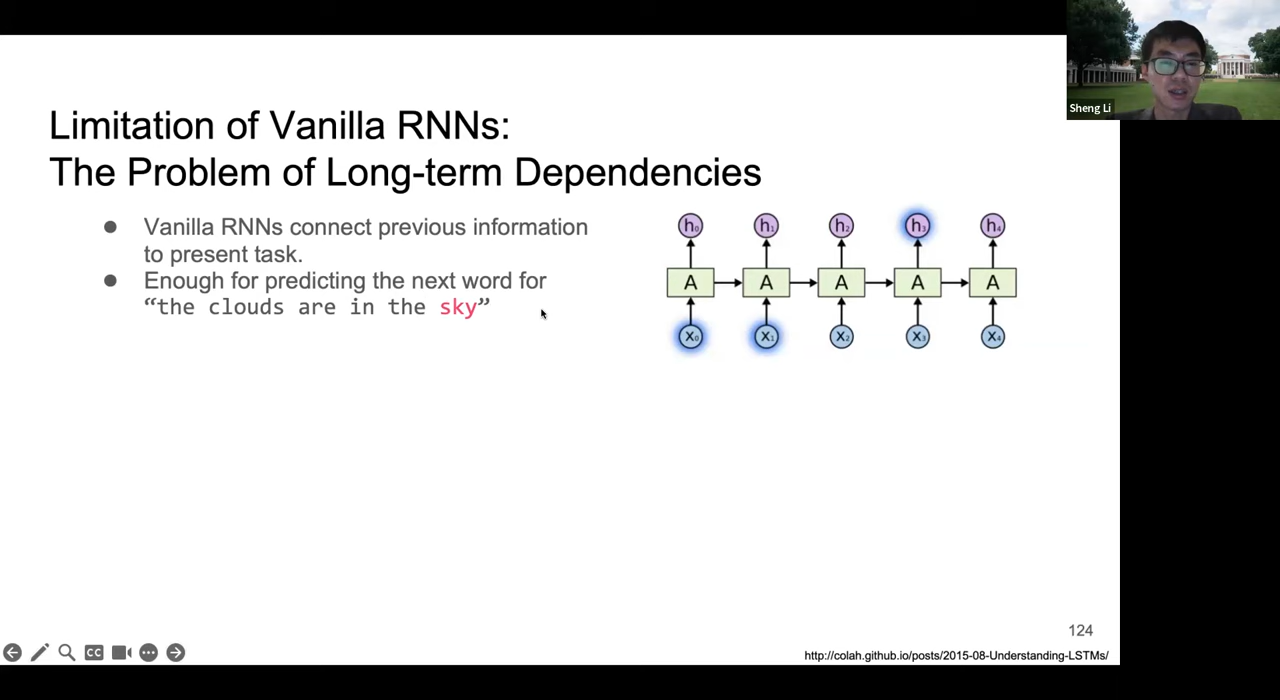 Sheng Li
Limitation of Vanilla RNNs:
The Problem of Long-term Dependencies
● Vanilla RNNs connect previous information
to present task.
● Enough for predicting the next word for
“the clouds are in the sky”
h₀ h₁ h₂ h₃ h₄
A A A A A
x₀ x₁ x₂ x₃ x₄
124
CC
http://colah.github.io/posts/2015-08-Understanding-LSTMs/